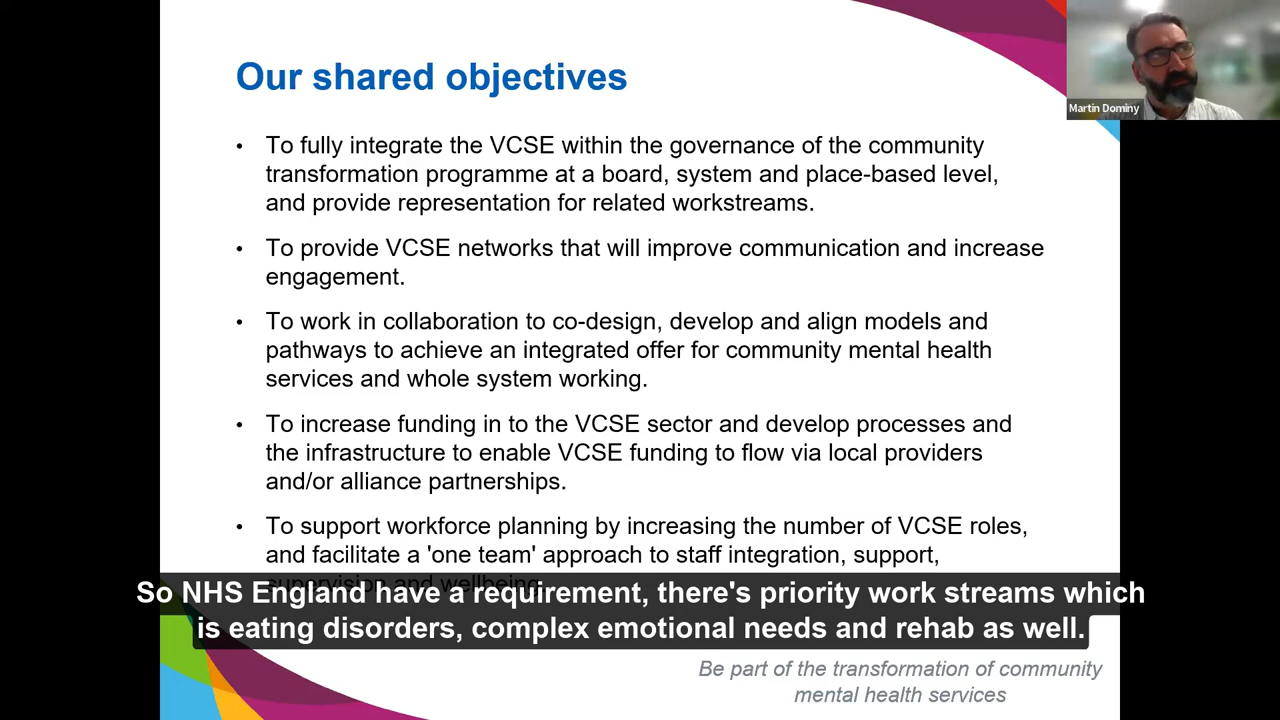 Our shared objectives
Martin Dominy
• To fully integrate the VCSE within the governance of the community
transformation programme at a board, system and place-based level,
and provide representation for related workstreams.
• To provide VCSE networks that will improve communication and increase
engagement.
• To work in collaboration to co-design, develop and align models and
pathways to achieve an integrated offer for community mental health
services and whole system working.
• To increase funding in to the VCSE sector and develop processes and
the infrastructure to enable VCSE funding to flow via local providers
and/or alliance partnerships.
• To support workforce planning by increasing the number of VCSE roles,
and facilitate a 'one team' approach to staff integration, support,
supervision and wellbeing.
So NHS England have a requirement, there's priority work streams which
is eating disorders, complex emotional needs and rehab as well.
Be part of the transformation of community
mental health services